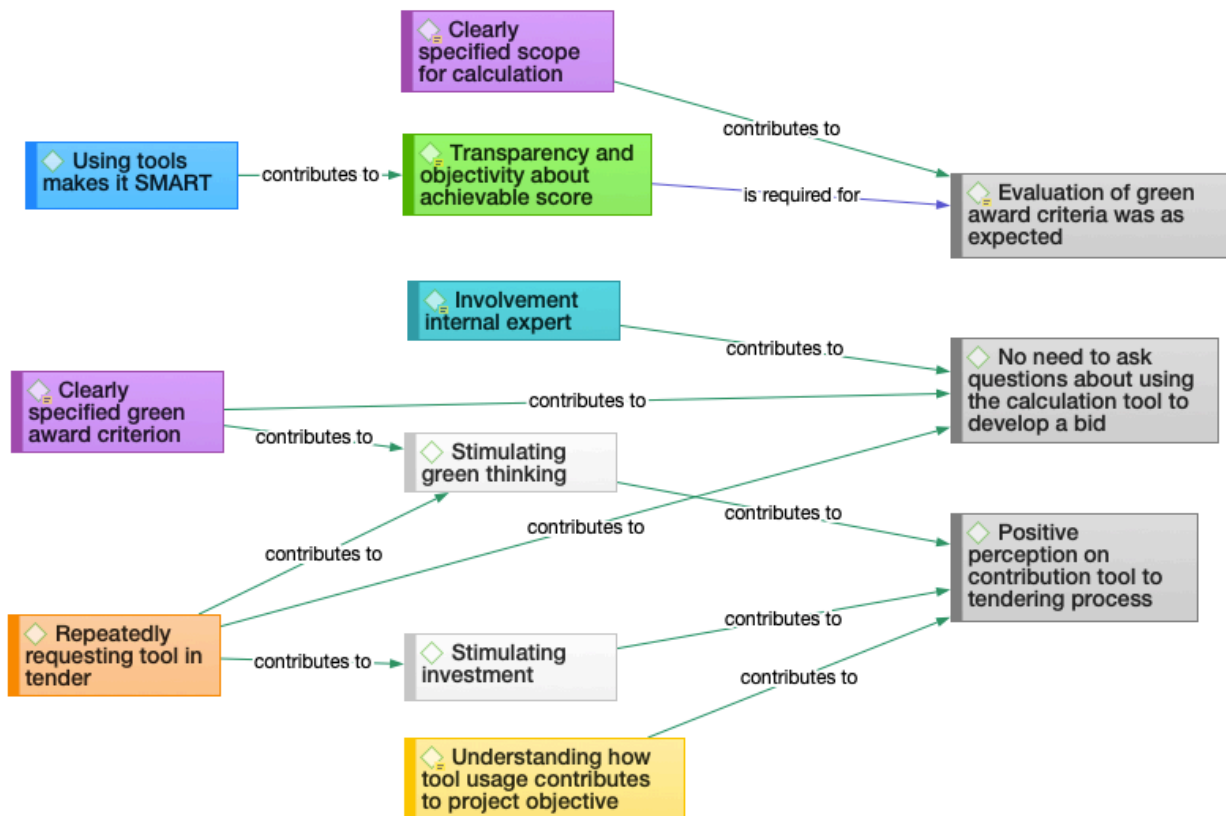 Clearly
specified scope
for calculation
contributes to
Using tools
makes it SMART
contributes to
Transparency and
objectivity about
achievable score
is required for
Evaluation of green
award criteria was as
expected
Involvement
internal expert
contributes to
No need to ask
questions about using
the calculation tool to
develop a bid
Clearly
specified green
award criterion
contributes to
contributes to
Stimulating
green thinking
contributes to
contributes to
contributes to
Positive
perception on
contribution tool to
tendering process
Repeatedly
requesting tool in
tender
contributes to
Stimulating
investment
contributes to
contributes to
Understanding how
tool usage contributes
to project objective